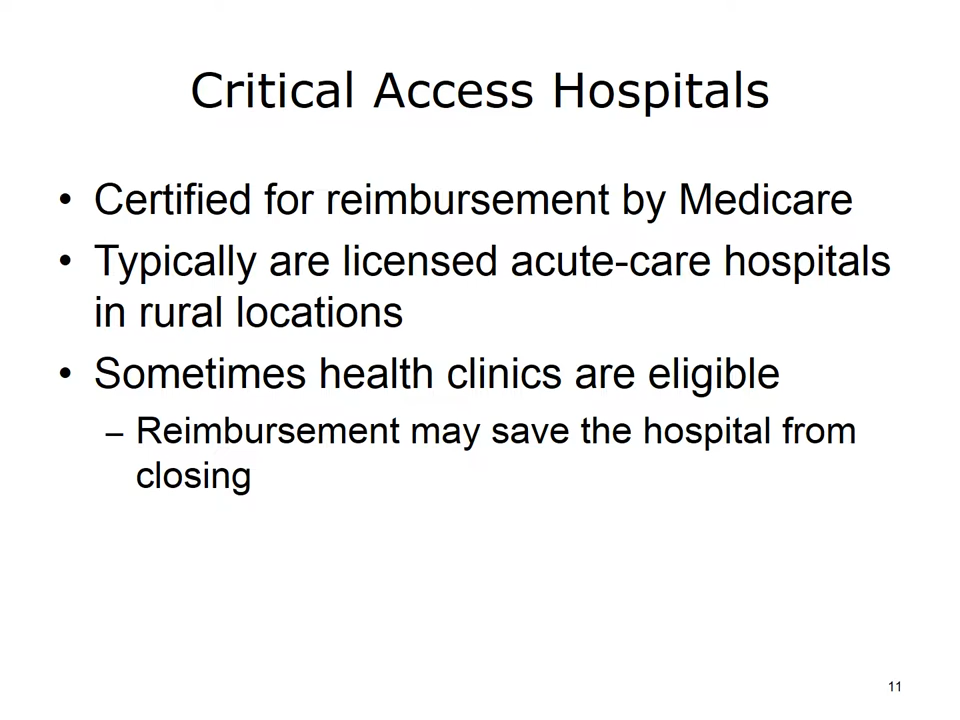 Critical Access Hospitals
• Certified for reimbursement by Medicare
• Typically are licensed acute-care hospitals
in rural locations
• Sometimes health clinics are eligible
– Reimbursement may save the hospital from
closing
11